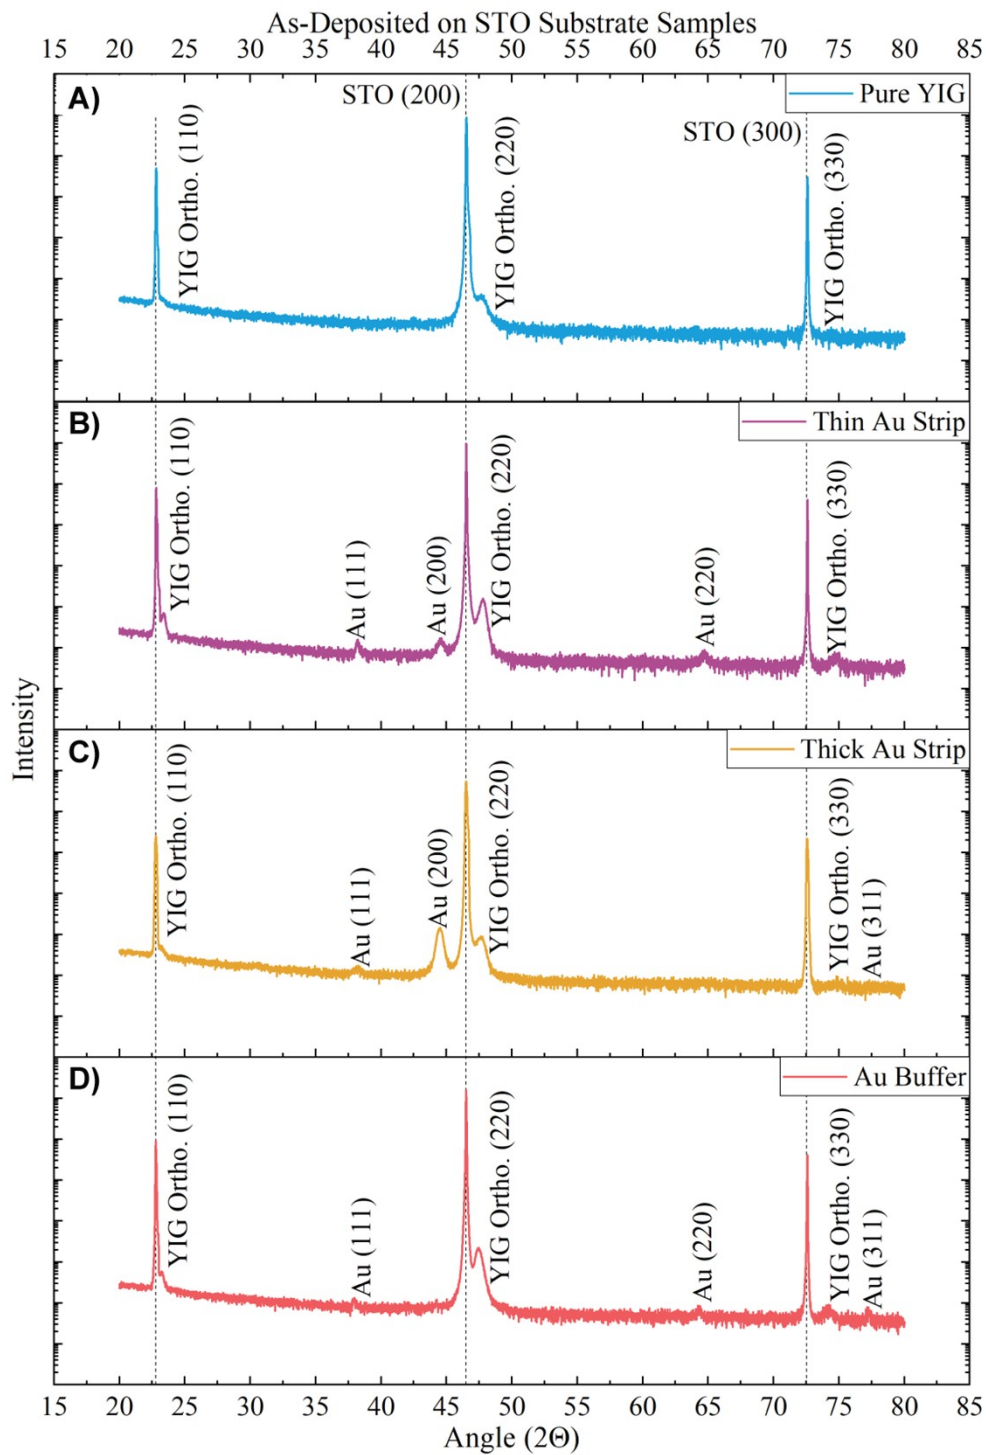 As-Deposited on STO Substrate Samples
15 20 25 30 35 40 45 50 55 60 65 70 75 80 85
A)
STO (200)
STO (300)
Pure YIG
YIG Ortho. (110)
YIG Ortho. (220)
YIG Ortho. (330)
B)
Thin Au Strip
YIG Ortho. (110)
Au (111)
Au (200)
YIG Ortho. (220)
Au (220)
YIG Ortho. (330)
C)
Thick Au Strip
YIG Ortho. (110)
Au (111)
Au (200)
YIG Ortho. (220)
YIG Ortho. (330)
Au (311)
D)
Au Buffer
YIG Ortho. (110)
Au (111)
YIG Ortho. (220)
Au (220)
YIG Ortho. (330)
Au (311)
Intensity
15 20 25 30 35 40 45 50 55 60 65 70 75 80 85
Angle (2Θ)